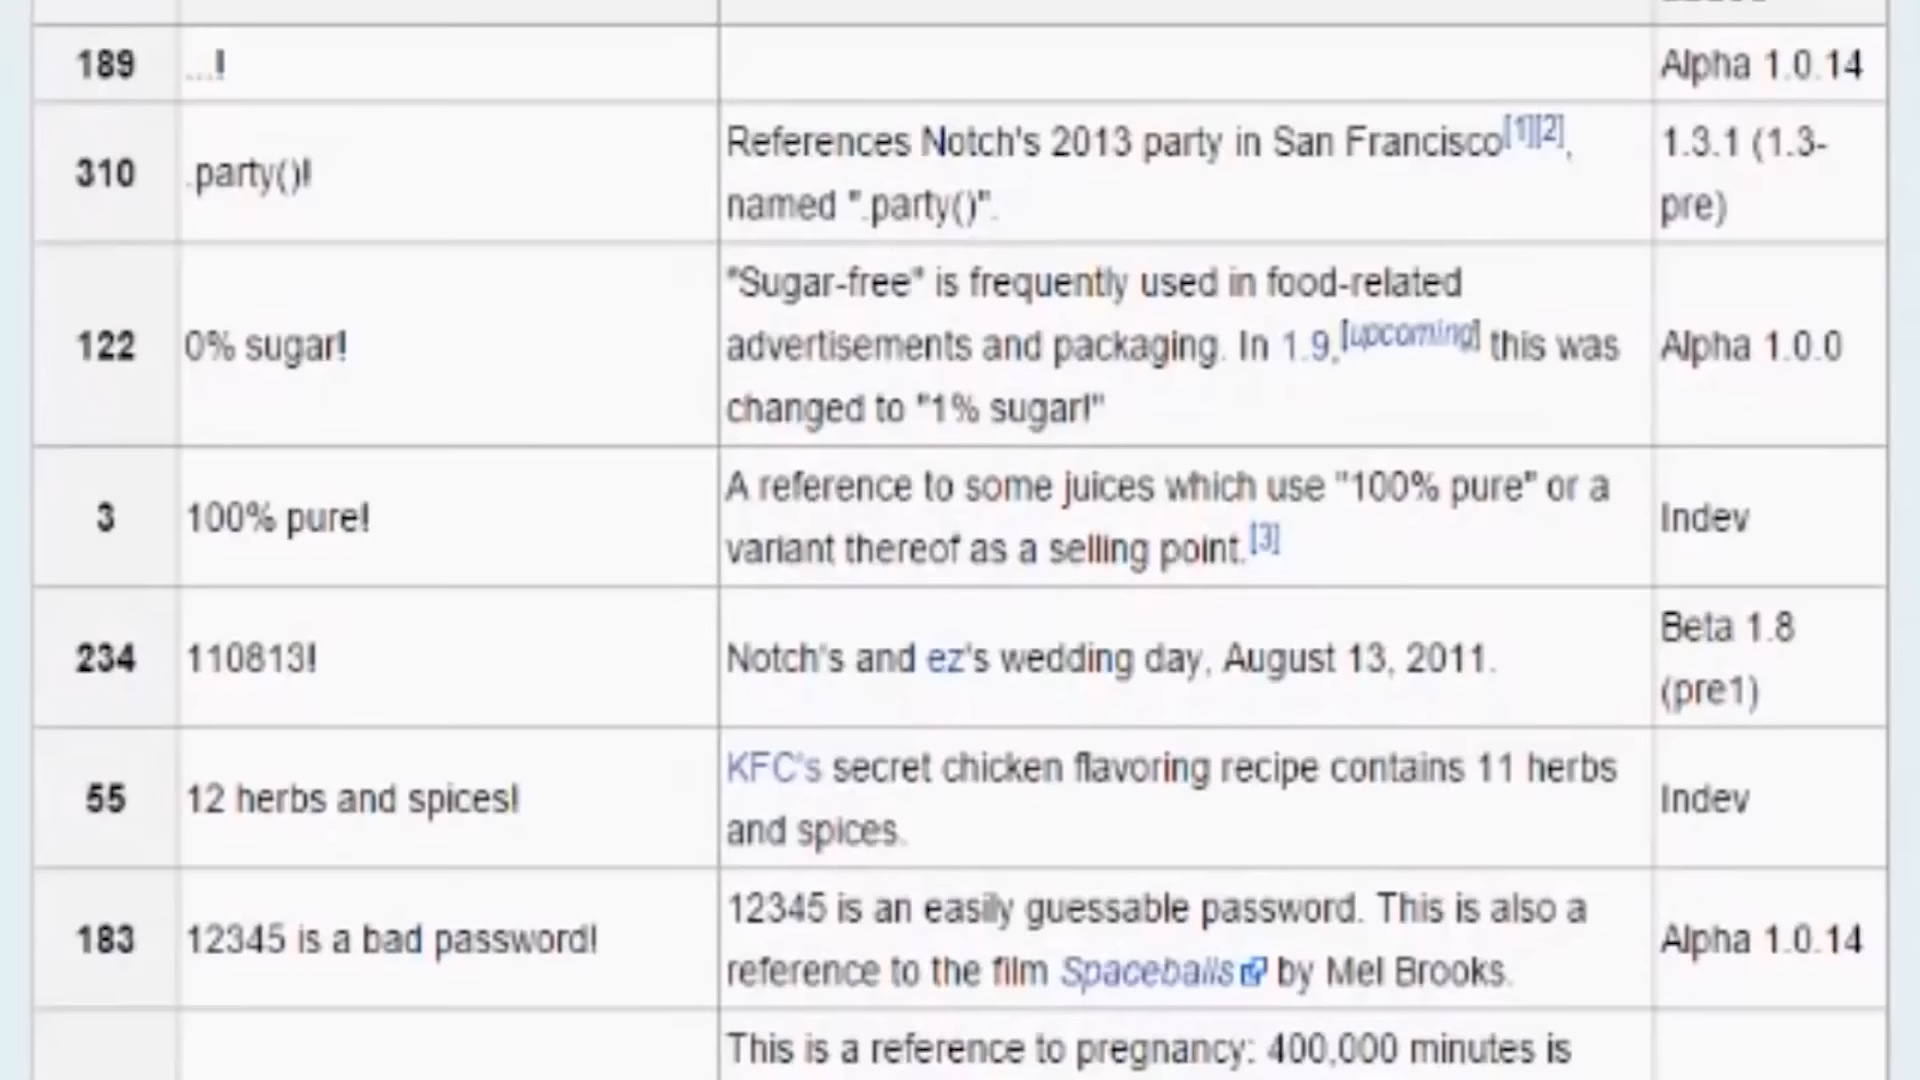 189 ...! Alpha 1.0.14
References Notch's 2013 party in San Francisco[1][2], 1.3.1 (1.3-
310 .party()!
named ".party()". pre)
"Sugar-free" is frequently used in food-related
122 0% sugar! advertisements and packaging. In 1.9,[upcoming] this was Alpha 1.0.0
changed to "1% sugar!"
A reference to some juices which use "100% pure" or a
3 100% pure! Indev
variant thereof as a selling point.[3]
Beta 1.8
234 110813! Notch's and ez's wedding day, August 13, 2011.
(pre1)
KFC's secret chicken flavoring recipe contains 11 herbs
55 12 herbs and spices! Indev
and spices.
12345 is an easily guessable password. This is also a
183 12345 is a bad password! Alpha 1.0.14
reference to the film Spaceballs by Mel Brooks.
This is a reference to pregnancy: 400,000 minutes is